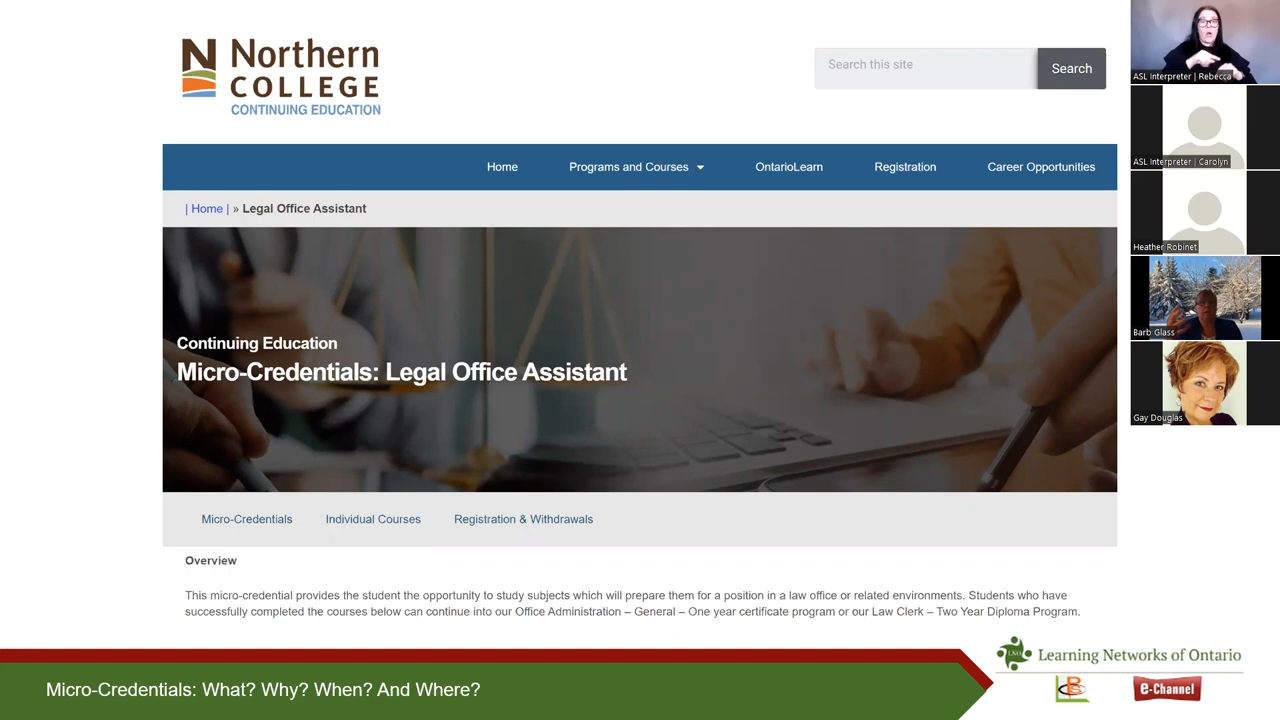 Northern
COLLEGE
CONTINUING EDUCATION
Search this site
Search
Home
Programs and Courses
OntarioLearn
Registration
Career Opportunities
| Home | » Legal Office Assistant
Continuing Education
Micro-Credentials: Legal Office Assistant
Micro-Credentials
Individual Courses
Registration & Withdrawals
Overview
This micro-credential provides the student the opportunity to study subjects which will prepare them for a position in a law office or related environments. Students who have
successfully completed the courses below can continue into our Office Administration – General – One year certificate program or our Law Clerk – Two Year Diploma Program.
Micro-Credentials: What? Why? When? And Where?
LNO
Learning Networks of Ontario
e-Channel
ASL Interpreter | Rebecca
ASL Interpreter | Carolyn
Heather Robinet
Barb Glass
Gay Douglas